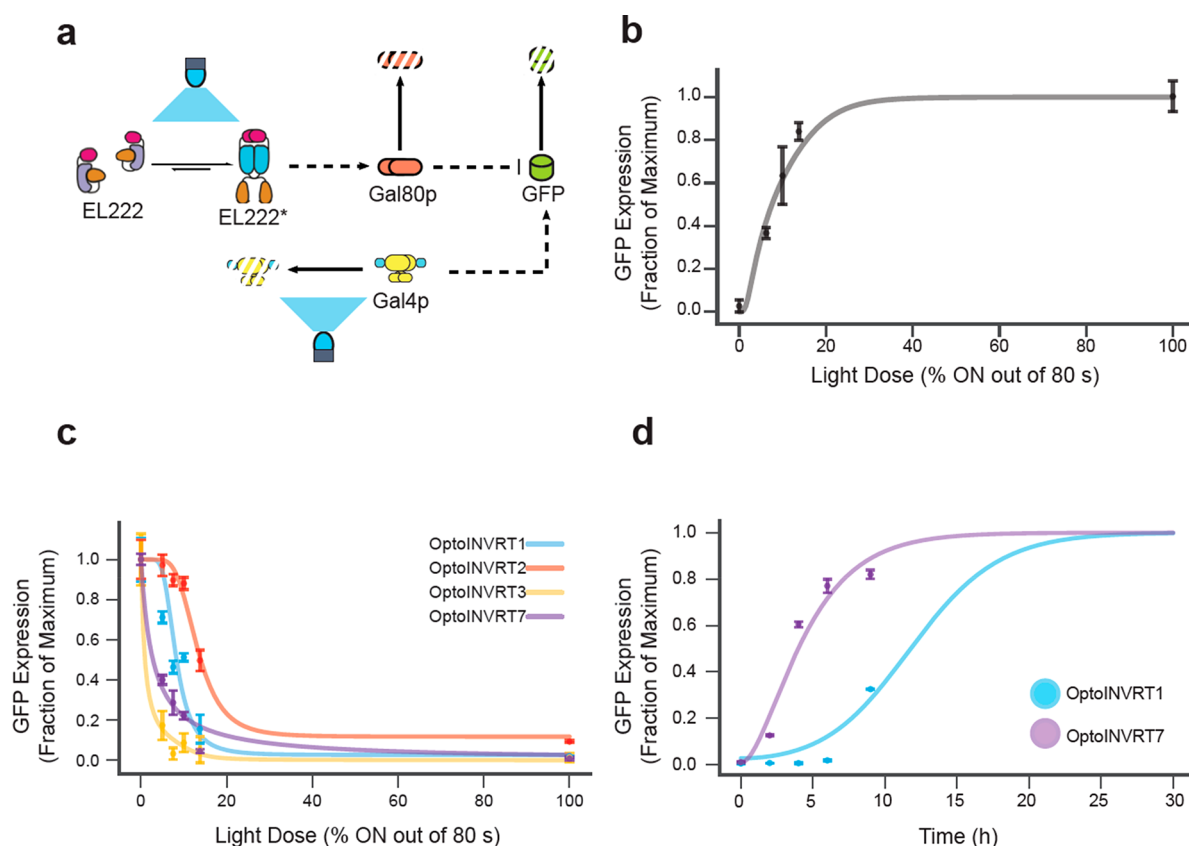 a
EL222
EL222*
Gal80p
GFP
Gal4p
b
GFP Expression
(Fraction of Maximum)
1.0
0.8
0.6
0.4
0.2
0.0
0 20 40 60 80 100
Light Dose (% ON out of 80 s)
c
GFP Expression
(Fraction of Maximum)
1.0
0.8
0.6
0.4
0.2
0.0
OptoINVRT1
OptoINVRT2
OptoINVRT3
OptoINVRT7
0 20 40 60 80 100
Light Dose (% ON out of 80 s)
d
GFP Expression
(Fraction of Maximum)
1.0
0.8
0.6
0.4
0.2
0.0
OptoINVRT1
OptoINVRT7
0 5 10 15 20 25 30
Time (h)